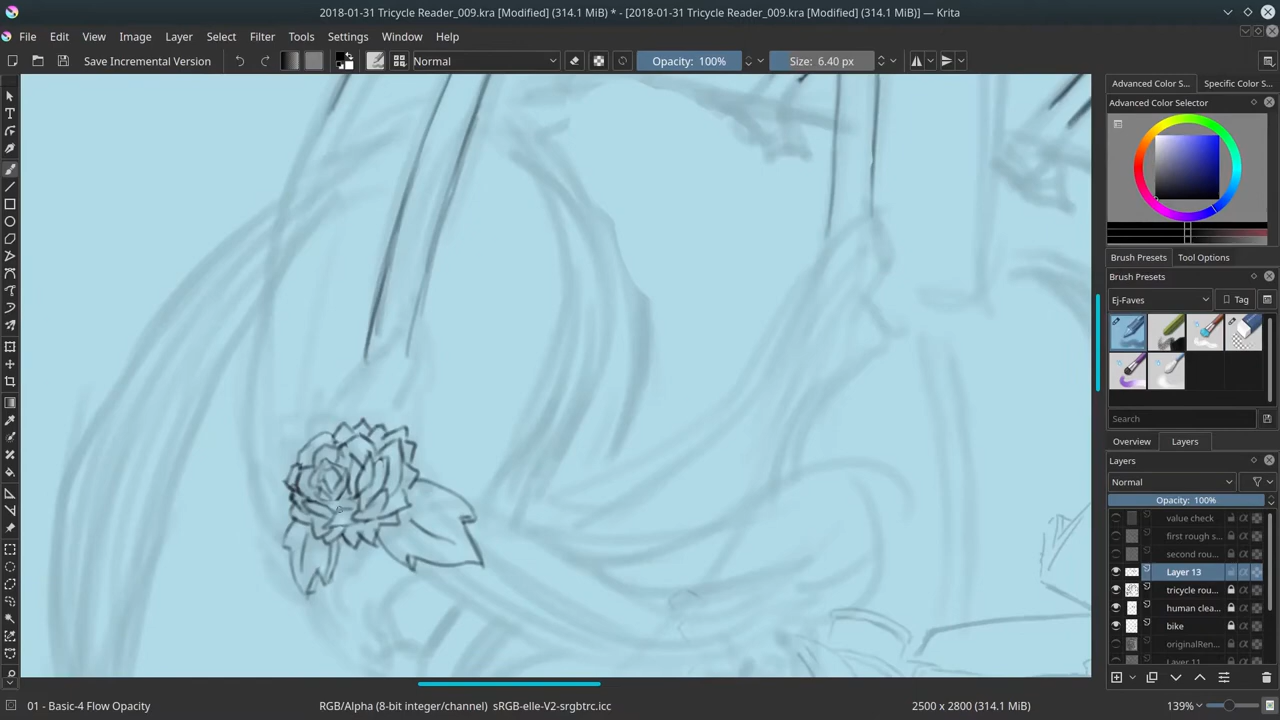 2018-01-31 Tricycle Reader_009.kra [Modified] (314.1 MiB) * - [2018-01-31 Tricycle Reader_009.kra [Modified] (314.1 MiB)] — Krita
File Edit View Image Layer Select Filter Tools Settings Window Help
Save Incremental Version Normal Opacity: 100% Size: 6.40 px
Advanced Color S... Specific Color S...
Advanced Color Selector
Brush Presets Tool Options
Brush Presets
Ej-Faves Tag
Search
Overview Layers
Layers
Normal
Opacity: 100%
value check
first rough s...
second rou...
Layer 13
tricycle rou...
human clea...
bike
originalRen...
Layer 11
01 - Basic-4 Flow Opacity RGB/Alpha (8-bit integer/channel) sRGB-elle-V2-srgbtrc.icc 2500 x 2800 (314.1 MiB) 139%